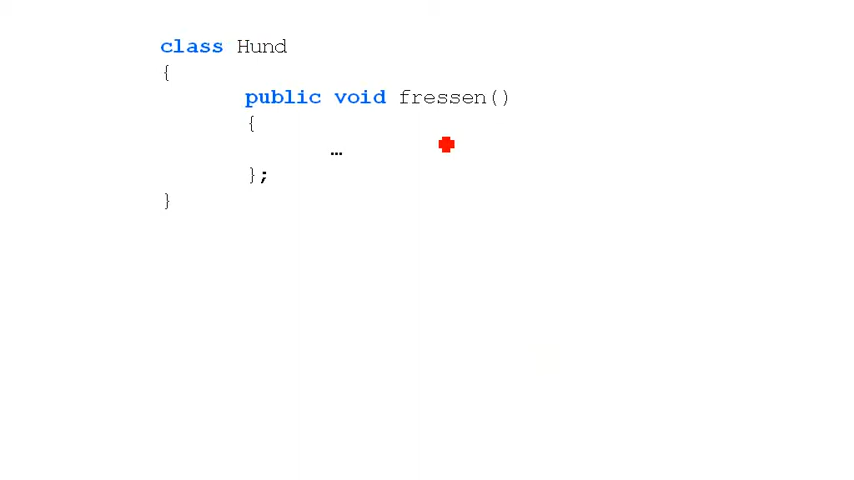 class Hund
{
public void fressen()
{
…
};
}